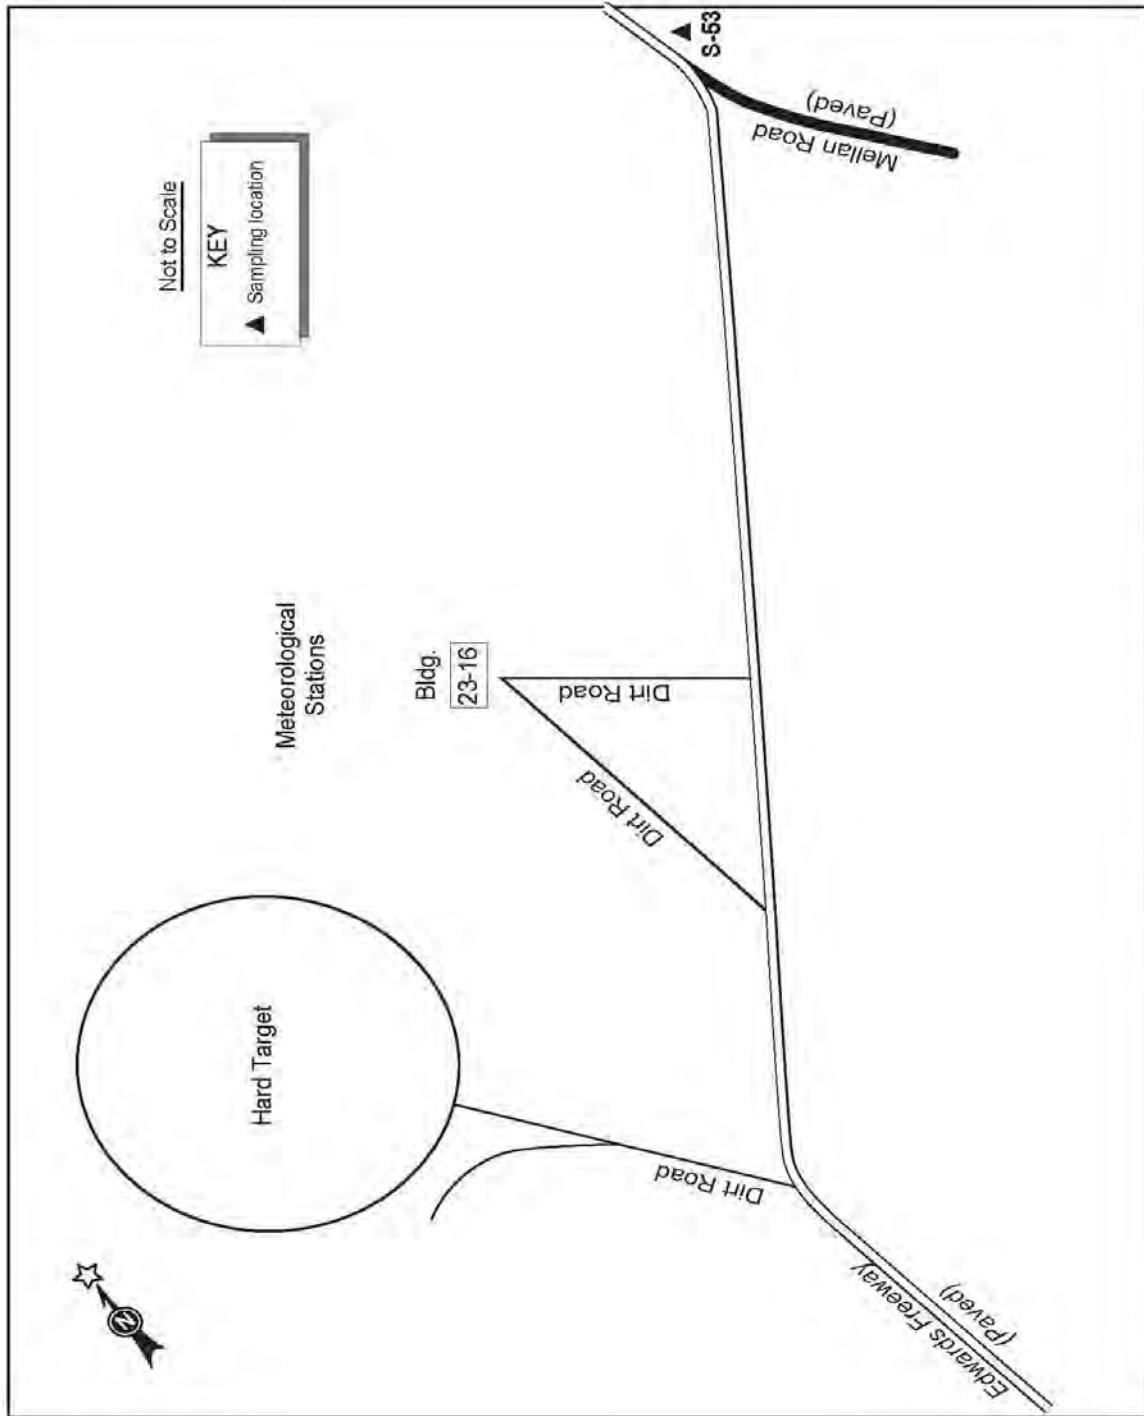 Not to Scale
KEY
Sampling location
S-53
Mellan Road
(Paved)
Meteorological
Stations
Bldg.
23-16
Dirt Road
Dirt Road
Hard Target
Dirt Road
N
Edwards Freeway
(Paved)